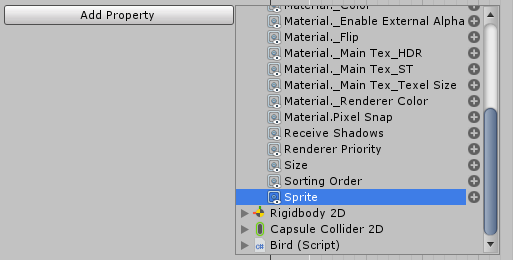 Add Property
Material._Color
Material._Enable External Alpha
Material._Flip
Material._Main Tex_HDR
Material._Main Tex_ST
Material._Main Tex_Texel Size
Material._Renderer Color
Material.Pixel Snap
Receive Shadows
Renderer Priority
Size
Sorting Order
Sprite
Rigidbody 2D
Capsule Collider 2D
C#
Bird (Script)